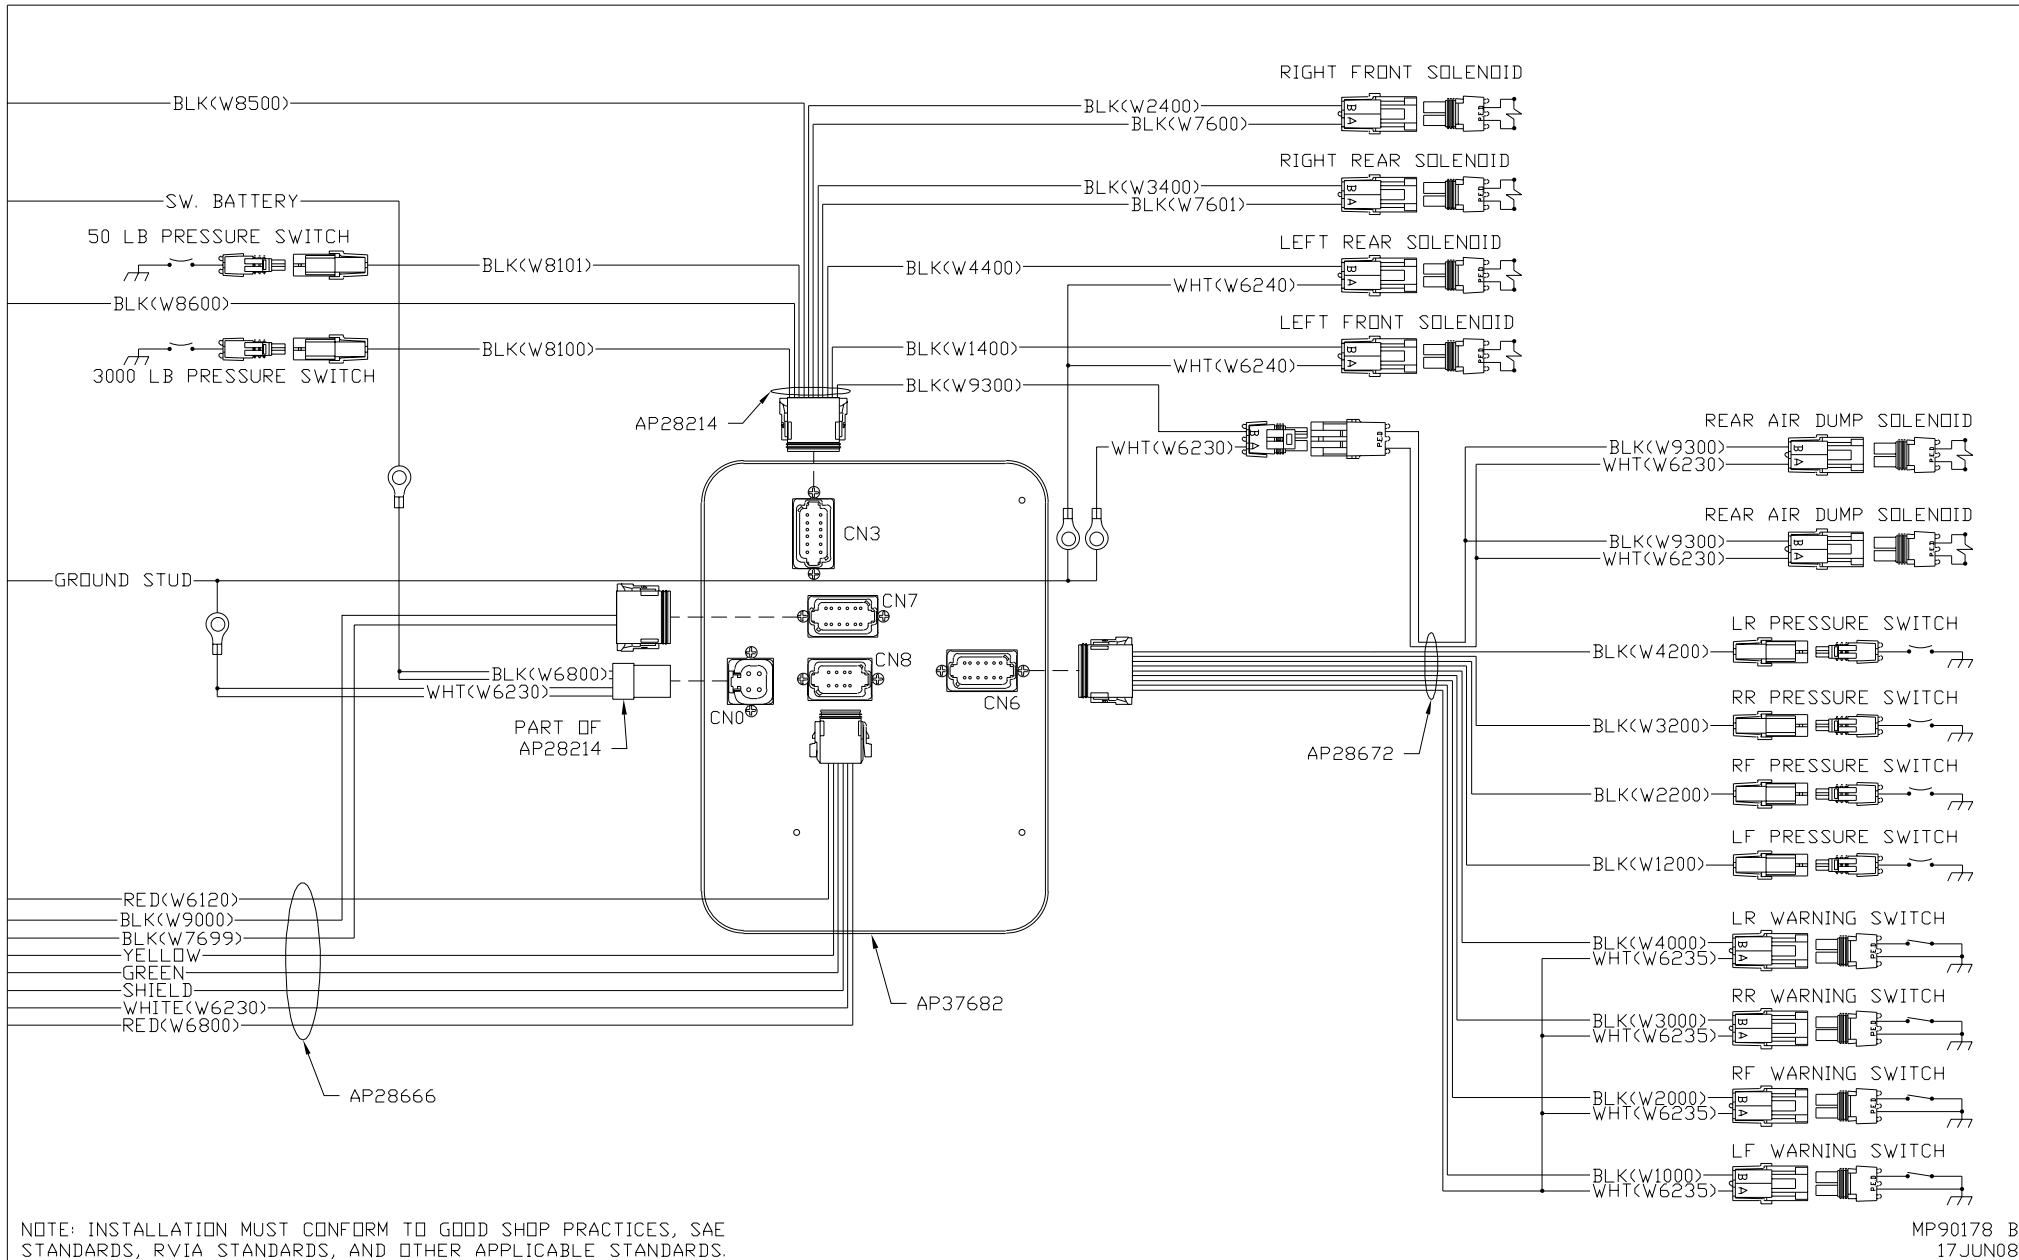 RIGHT FRONT SOLENOID
BLK(W8500)
BLK(W2400)
BLK(W7600)
B
A
P.E.D
RIGHT REAR SOLENOID
BLK(W3400)
BLK(W7601)
B
A
P.E.D
SW. BATTERY
50 LB PRESSURE SWITCH
LEFT REAR SOLENOID
BLK(W8101)
BLK(W4400)
WHT(W6240)
B
A
P.E.D
BLK(W8600)
LEFT FRONT SOLENOID
BLK(W8100)
BLK(W1400)
WHT(W6240)
B
A
P.E.D
3000 LB PRESSURE SWITCH
BLK(W9300)
AP28214
WHT(W6230)
B
A
P.E.D
REAR AIR DUMP SOLENOID
BLK(W9300)
WHT(W6230)
B
A
P.E.D
REAR AIR DUMP SOLENOID
BLK(W9300)
WHT(W6230)
B
A
P.E.D
CN3
GROUND STUD
CN7
CN8
CN6
CN0
BLK(W6800)
WHT(W6230)
PART OF
AP28214
LR PRESSURE SWITCH
BLK(W4200)
RR PRESSURE SWITCH
BLK(W3200)
AP28672
RF PRESSURE SWITCH
BLK(W2200)
LF PRESSURE SWITCH
BLK(W1200)
LR WARNING SWITCH
BLK(W4000)
WHT(W6235)
B
A
P.E.D
RR WARNING SWITCH
BLK(W3000)
WHT(W6235)
B
A
P.E.D
RF WARNING SWITCH
BLK(W2000)
WHT(W6235)
B
A
P.E.D
LF WARNING SWITCH
BLK(W1000)
WHT(W6235)
B
A
P.E.D
RED(W6120)
BLK(W9000)
BLK(W7699)
YELLOW
GREEN
SHIELD
WHITE(W6230)
RED(W6800)
AP37682
AP28666
NOTE: INSTALLATION MUST CONFORM TO GOOD SHOP PRACTICES, SAE
STANDARDS, RVIA STANDARDS, AND OTHER APPLICABLE STANDARDS.
MP90178 B
17JUN08